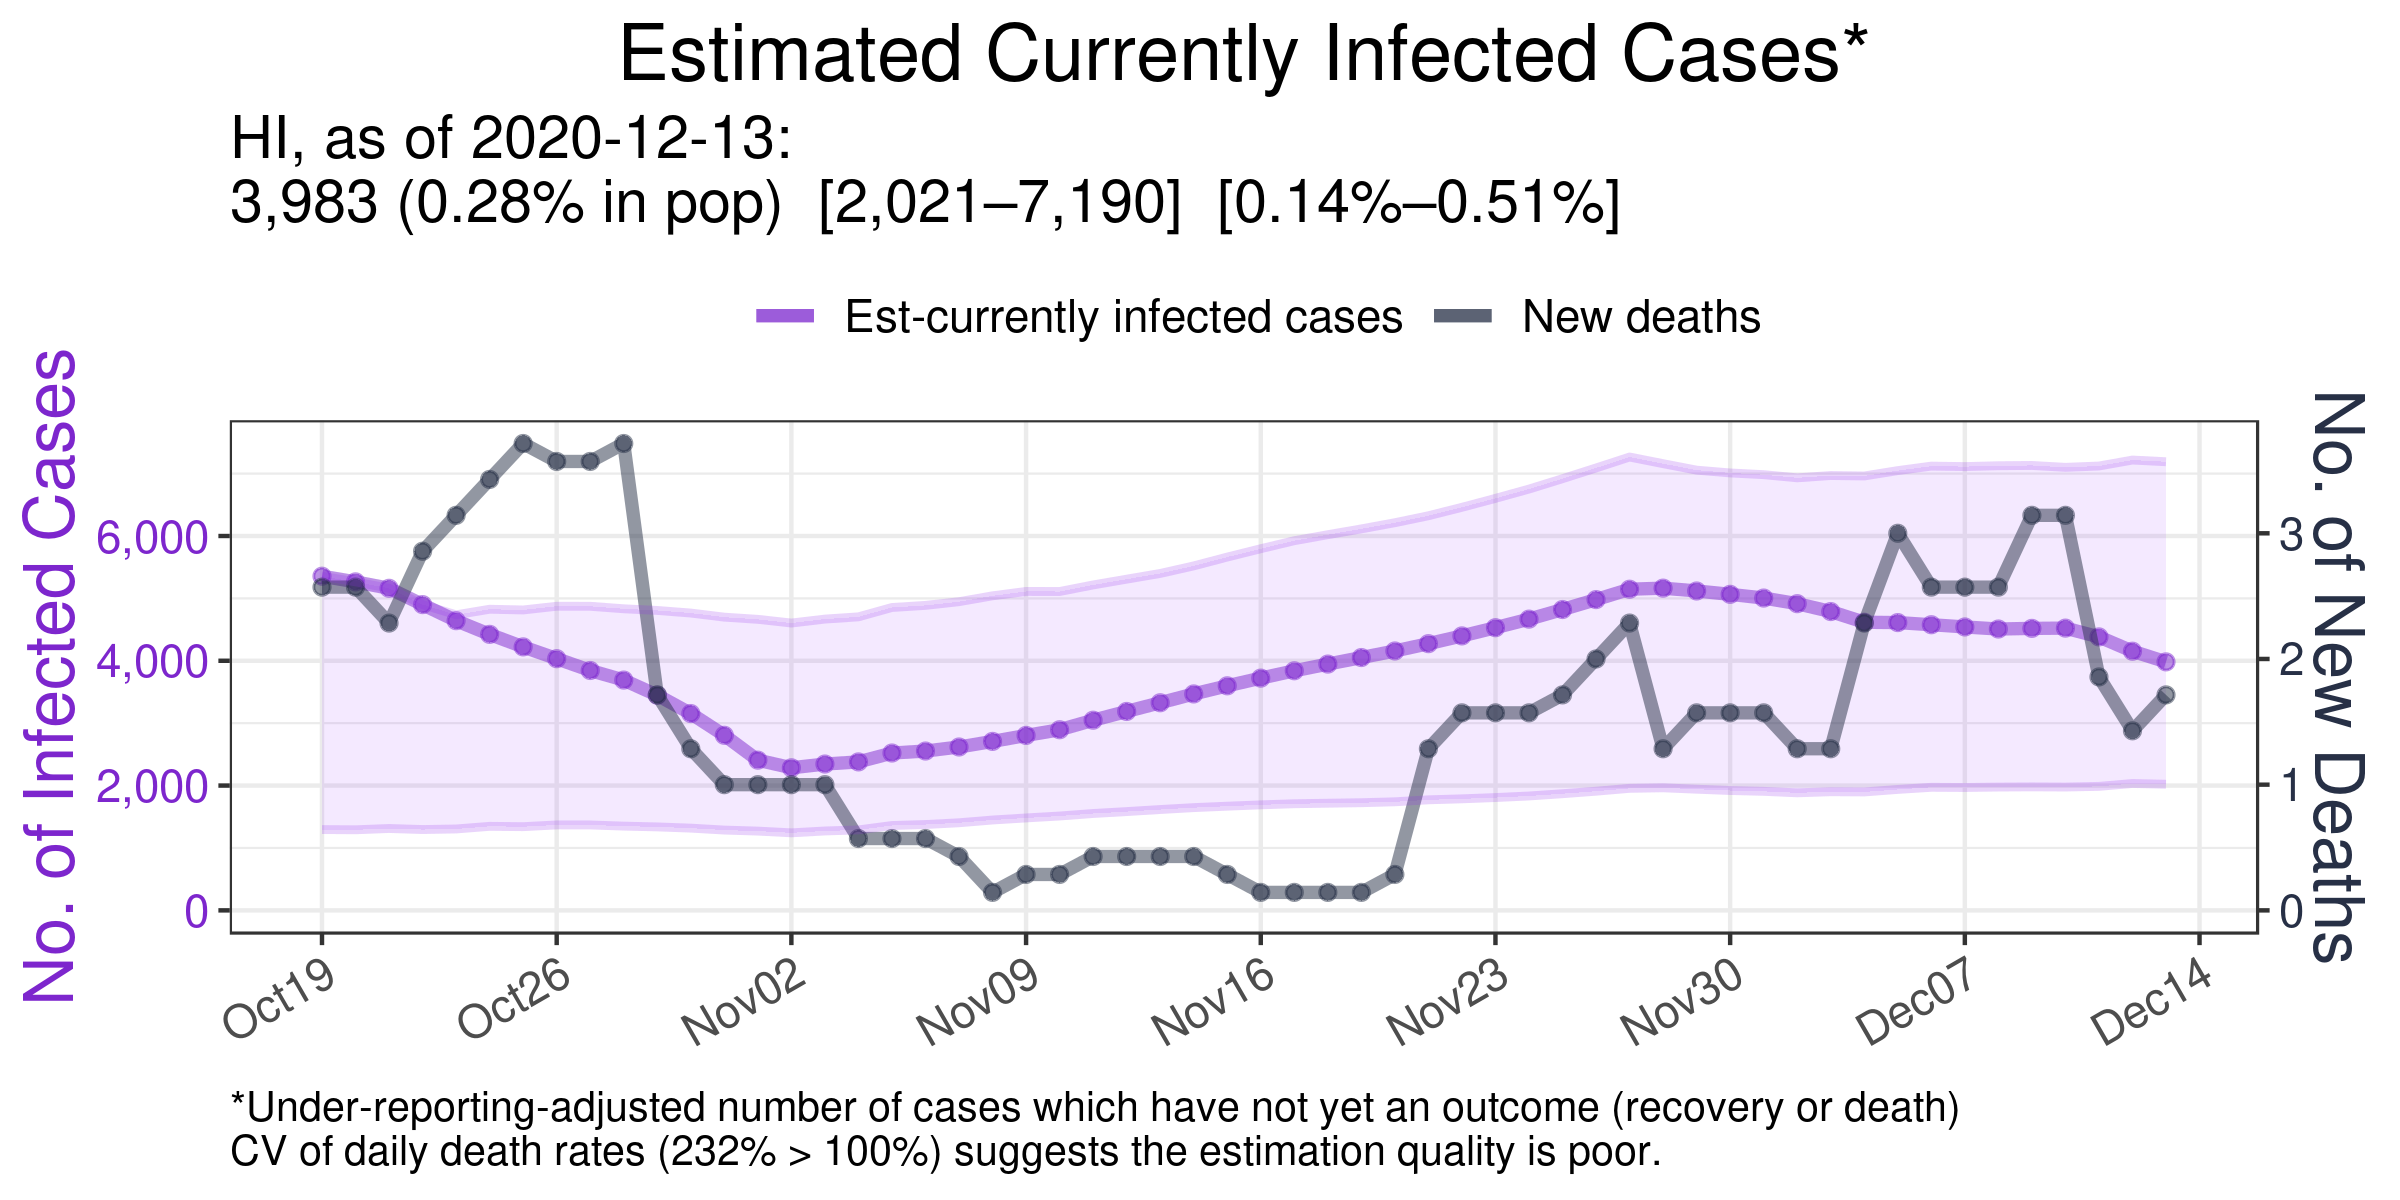 Estimated Currently Infected Cases*
HI, as of 2020-12-13:
3,983 (0.28% in pop)  [2,021–7,190]  [0.14%–0.51%]
Est-currently infected cases
New deaths
No. of Infected Cases
6,000
4,000
2,000
0
3
2
1
0
No. of New Deaths
Oct19
Oct26
Nov02
Nov09
Nov16
Nov23
Nov30
Dec07
Dec14
*Under-reporting-adjusted number of cases which have not yet an outcome (recovery or death)
CV of daily death rates (232% > 100%) suggests the estimation quality is poor.